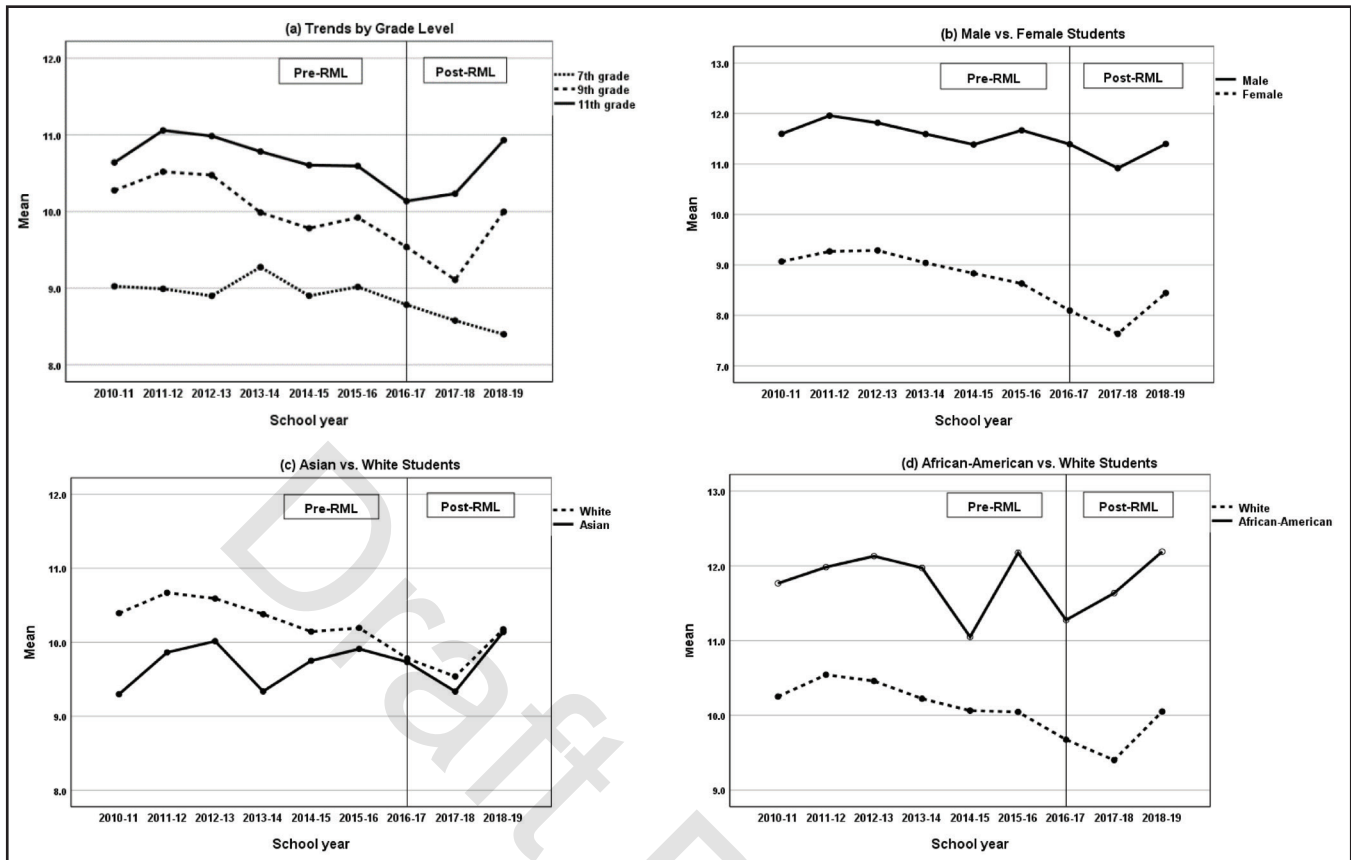 (a) Trends by Grade Level
12.0
11.0
10.0
9.0
8.0
Mean
Pre-RML
Post-RML
7th grade
9th grade
11th grade
2010-11 2011-12 2012-13 2013-14 2014-15 2015-16 2016-17 2017-18 2018-19
School year
(b) Male vs. Female Students
13.0
12.0
11.0
10.0
9.0
8.0
7.0
Mean
Pre-RML
Post-RML
Male
Female
2010-11 2011-12 2012-13 2013-14 2014-15 2015-16 2016-17 2017-18 2018-19
School year
(c) Asian vs. White Students
12.0
11.0
10.0
9.0
8.0
Mean
Pre-RML
Post-RML
White
Asian
2010-11 2011-12 2012-13 2013-14 2014-15 2015-16 2016-17 2017-18 2018-19
School year
(d) African-American vs. White Students
13.0
12.0
11.0
10.0
9.0
Mean
Pre-RML
Post-RML
White
African-American
2010-11 2011-12 2012-13 2013-14 2014-15 2015-16 2016-17 2017-18 2018-19
School year
Draft